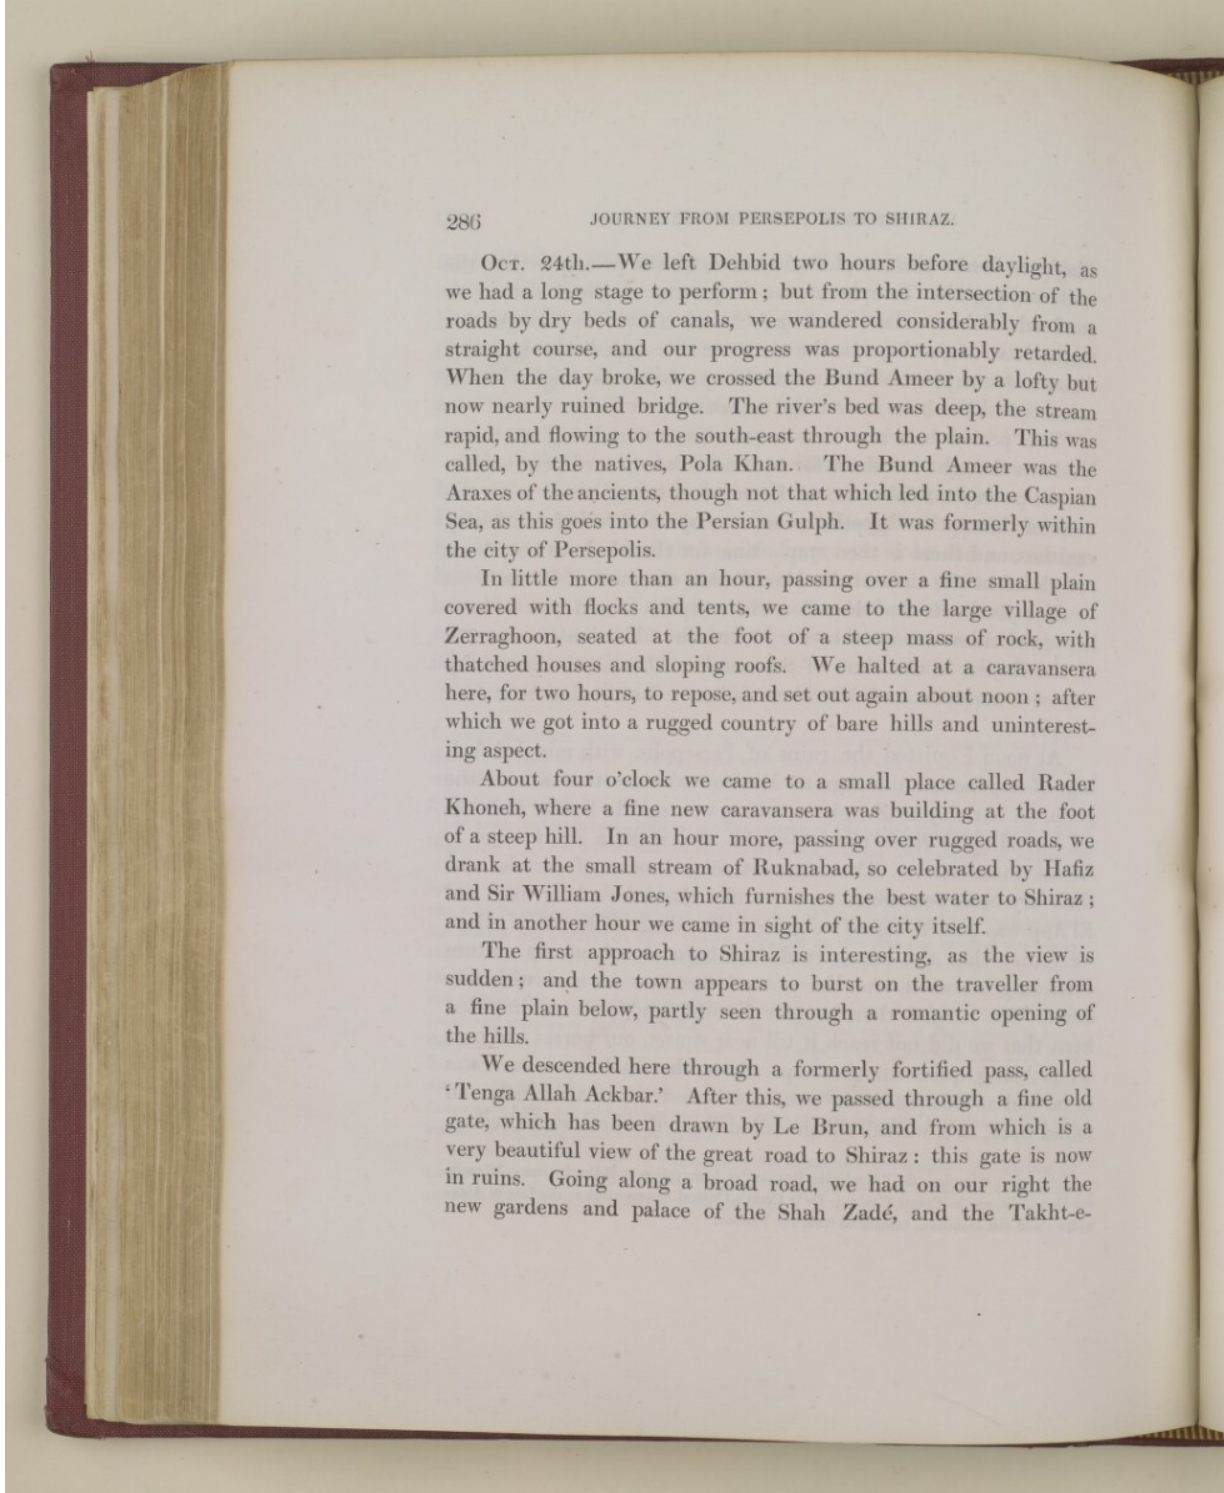 286 JOURNEY FROM PERSEPOLIS TO SHIRAZ.
Oct. 24th.—We left Dehbid two hours before daylight, as
we had a long stage to perform; but from the intersection of the
roads by dry beds of canals, we wandered considerably from a
straight course, and our progress was proportionably retarded.
When the day broke, we crossed the Bund Ameer by a lofty but
now nearly ruined bridge. The river's bed was deep, the stream
rapid, and flowing to the south-east through the plain. This was
called, by the natives, Pola Khan. The Bund Ameer was the
Araxes of the ancients, though not that which led into the Caspian
Sea, as this goes into the Persian Gulph. It was formerly within
the city of Persepolis.
In little more than an hour, passing over a fine small plain
covered with flocks and tents, we came to the large village of
Zerraghoon, seated at the foot of a steep mass of rock, with
thatched houses and sloping roofs. We halted at a caravansera
here, for two hours, to repose, and set out again about noon; after
which we got into a rugged country of bare hills and uninterest-
ing aspect.
About four o'clock we came to a small place called Rader
Khoneh, where a fine new caravansera was building at the foot
of a steep hill. In an hour more, passing over rugged roads, we
drank at the small stream of Ruknabad, so celebrated by Hafiz
and Sir William Jones, which furnishes the best water to Shiraz;
and in another hour we came in sight of the city itself.
The first approach to Shiraz is interesting, as the view is
sudden; and the town appears to burst on the traveller from
a fine plain below, partly seen through a romantic opening of
the hills.
We descended here through a formerly fortified pass, called
'Tenga Allah Ackbar.' After this, we passed through a fine old
gate, which has been drawn by Le Brun, and from which is a
very beautiful view of the great road to Shiraz: this gate is now
in ruins. Going along a broad road, we had on our right the
new gardens and palace of the Shah Zadé, and the Takht-e-